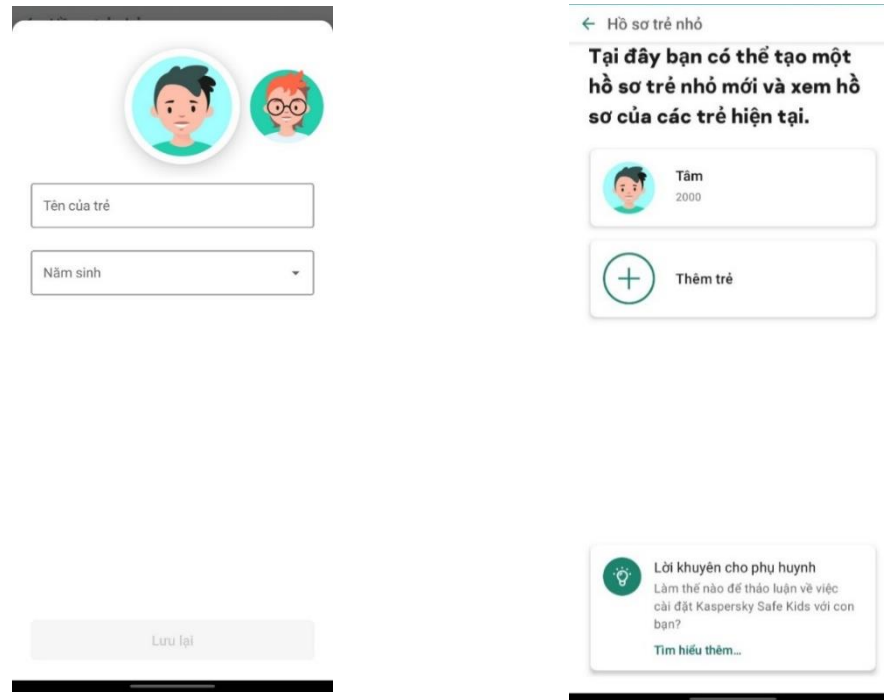 Tên của trẻ
Năm sinh
Lưu lại
Hồ sơ trẻ nhỏ
Tại đây bạn có thể tạo một
hồ sơ trẻ nhỏ mới và xem hồ
sơ của các trẻ hiện tại.
Tâm
2000
Thêm trẻ
Lời khuyên cho phụ huynh
Làm thế nào để thảo luận về việc
cài đặt Kaspersky Safe Kids với con
bạn?
Tìm hiểu thêm...